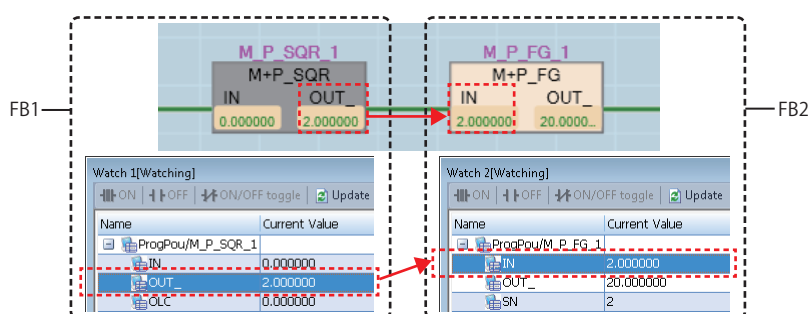 M_P_SQR_1
M+P_SQR
IN OUT_
0.000000 2.000000
M_P_FG_1
M+P_FG
IN OUT_
2.000000 20.0000...
FB1
FB2
Watch 1[Watching]
ON OFF ON/OFF toggle Update
Name Current Value
ProgPou/M_P_SQR_1
IN 0.000000
OUT_ 2.000000
OLC 0.000000
Watch 2[Watching]
ON OFF ON/OFF toggle Update
Name Current Value
ProgPou/M_P_FG_1
IN 2.000000
OUT_ 20.000000
SN 2